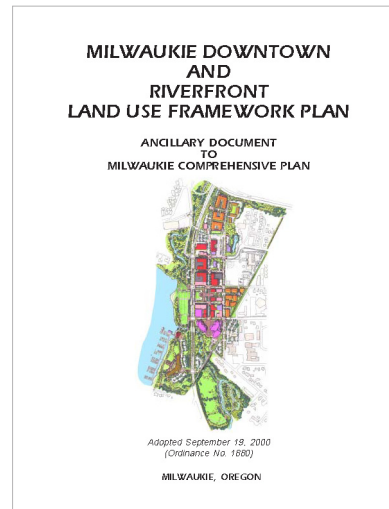 MILWAUKIE DOWNTOWN
AND
RIVERFRONT
LAND USE FRAMEWORK PLAN
ANCILLARY DOCUMENT
TO
MILWAUKIE COMPREHENSIVE PLAN
Adopted September 19, 2000
(Ordinance No. 1880)
MILWAUKIE, OREGON